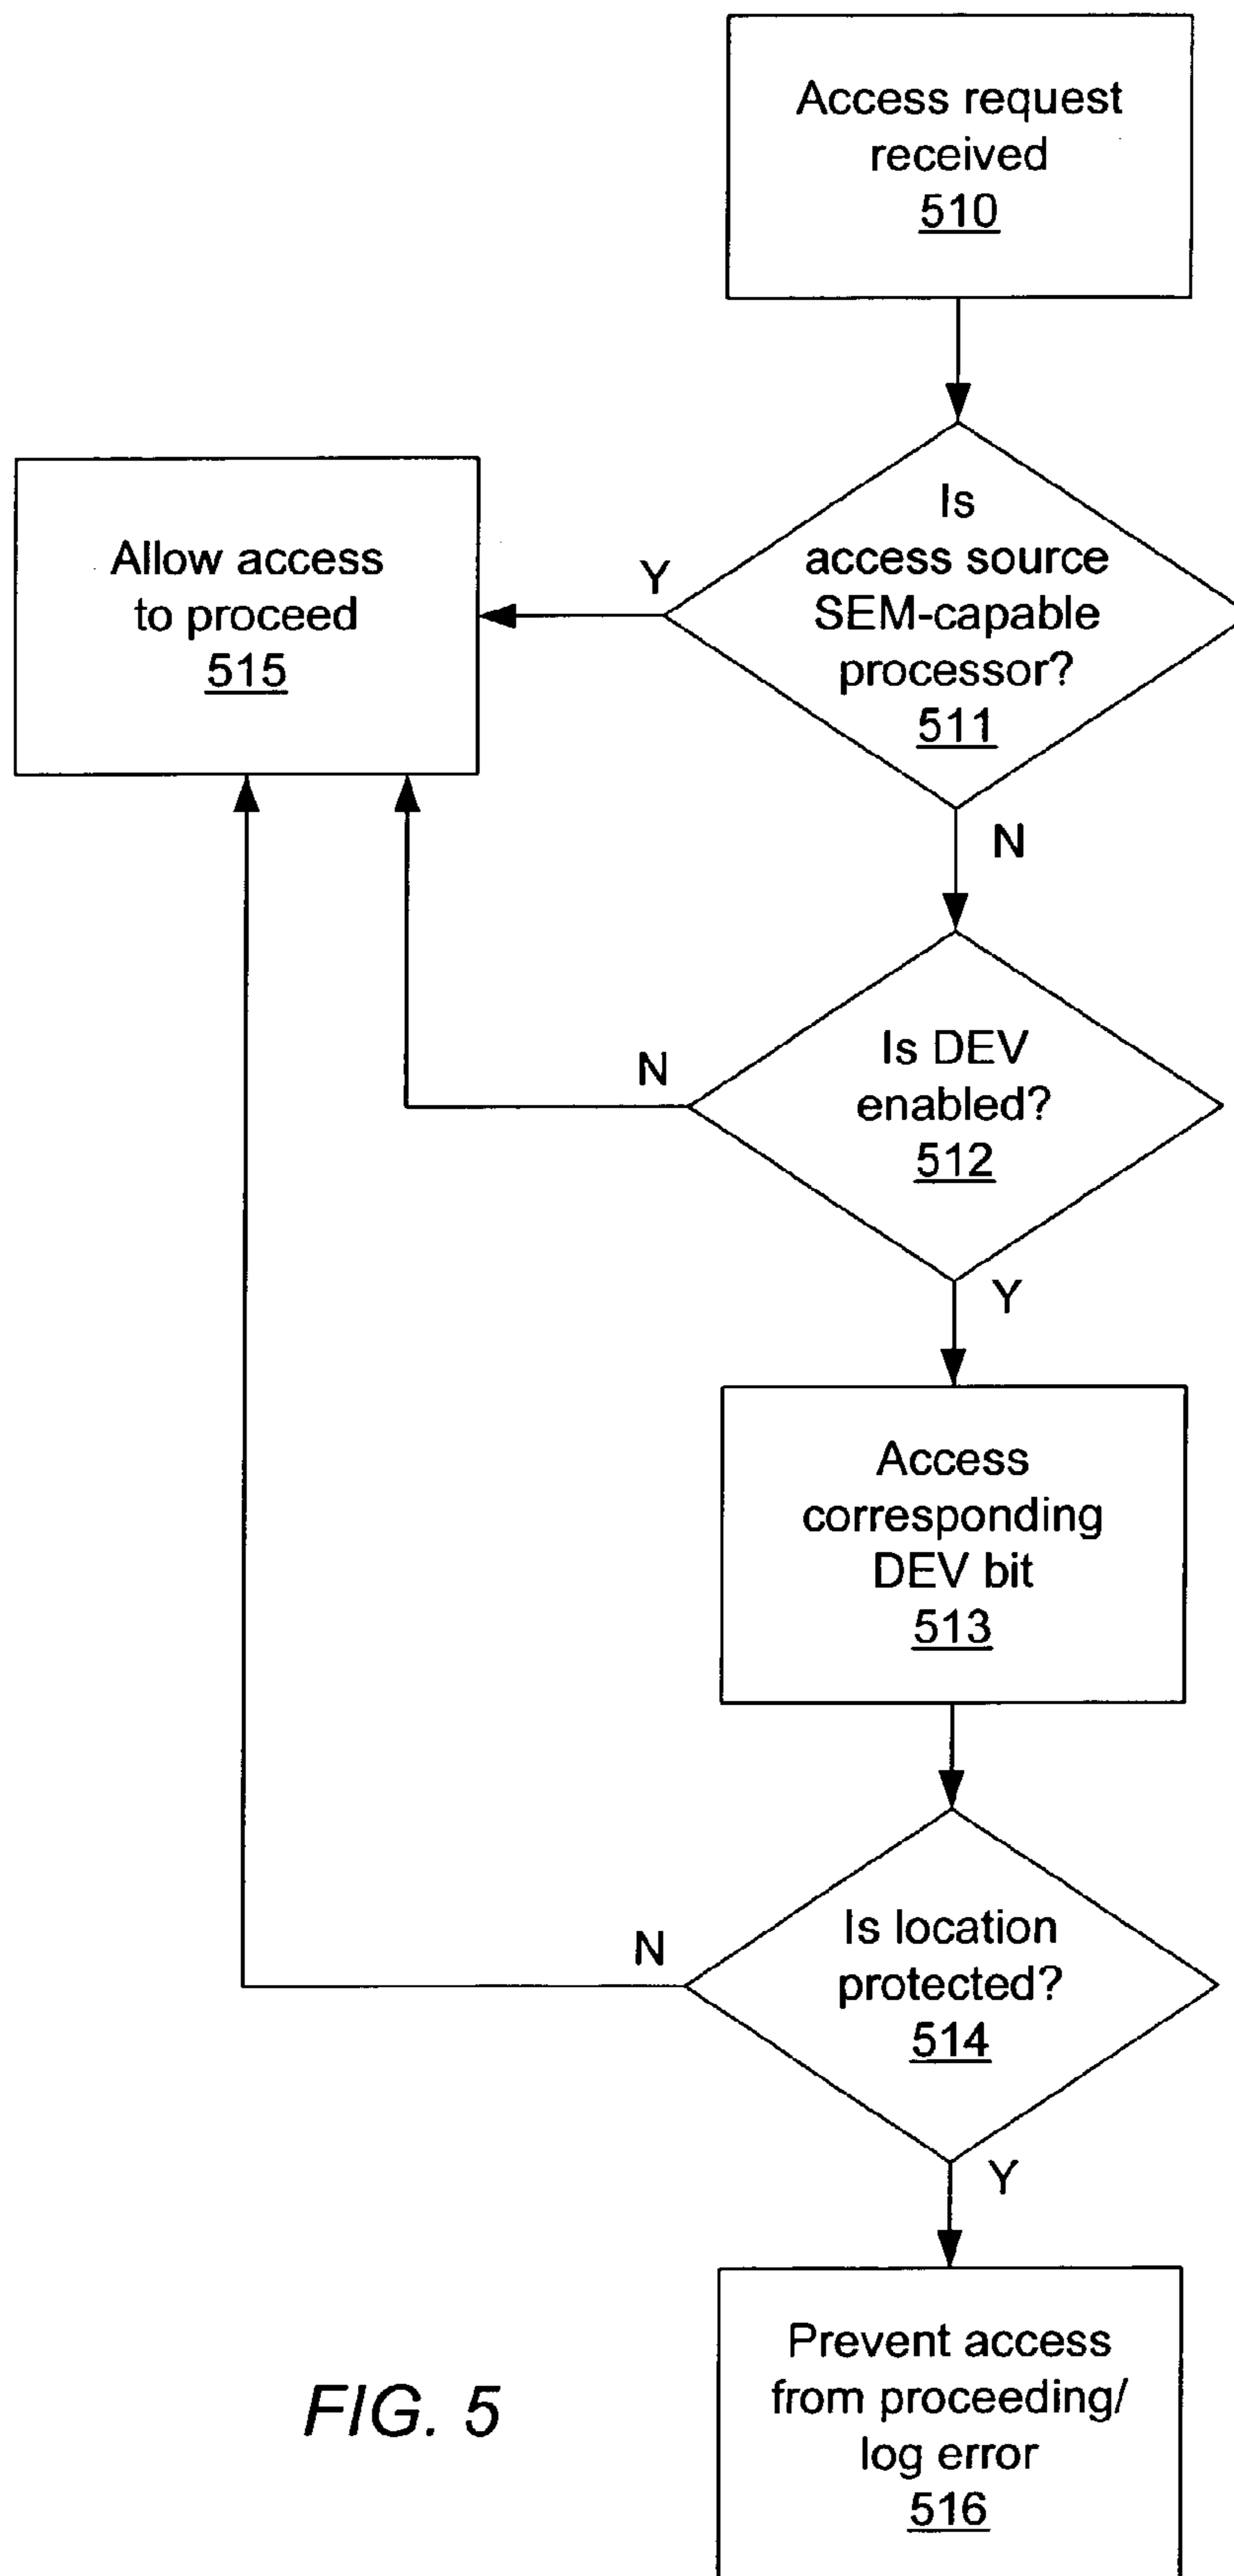 Access request
received
510
Is
access source
SEM-capable
processor?
511
Y
N
Allow access
to proceed
515
Is DEV
enabled?
512
N
Y
Access
corresponding
DEV bit
513
Is location
protected?
514
N
Y
Prevent access
from proceeding/
log error
516
FIG. 5